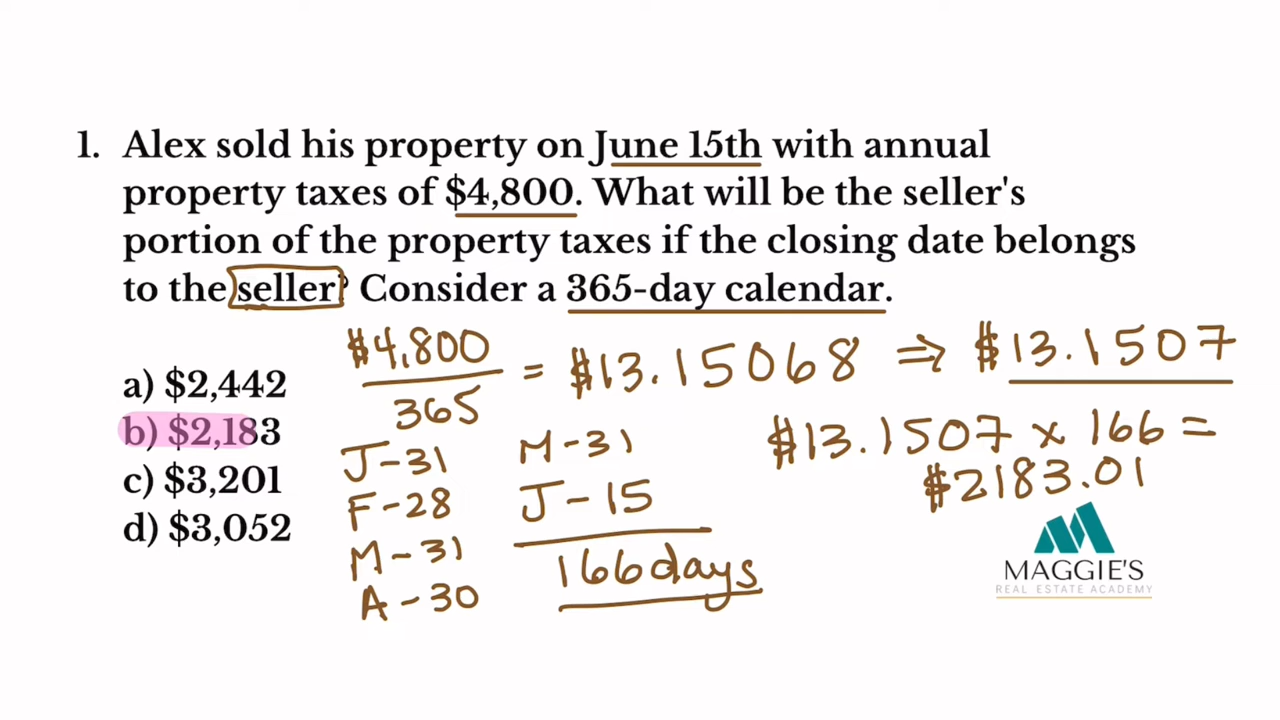 1. Alex sold his property on June 15th with annual
property taxes of $4,800. What will be the seller's
portion of the property taxes if the closing date belongs
to the seller? Consider a 365-day calendar.
a) $2,442
b) $2,183
c) $3,201
d) $3,052
$4,800
365
= $13.15068 ⇒ $13.1507
J-31
F-28
M-31
A-30
M-31
J-15
166 days
$13.1507 x 166 =
$2183.01
MAGGIE'S
REAL ESTATE ACADEMY